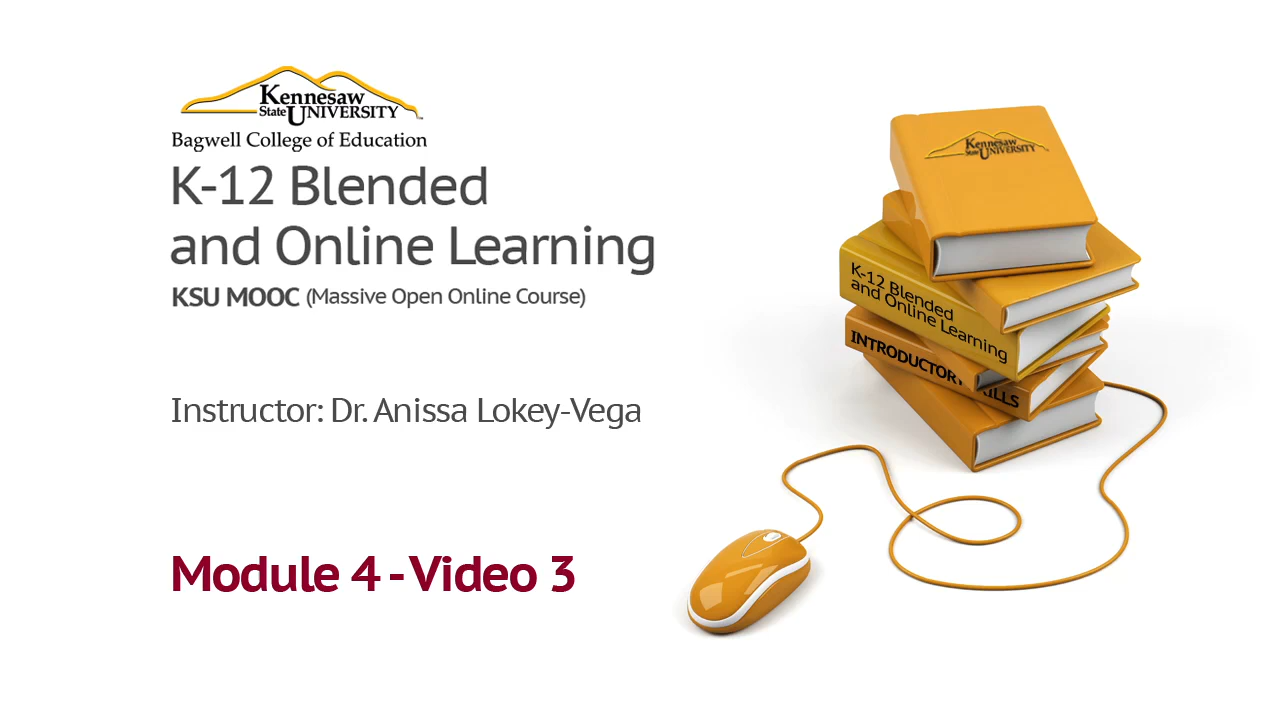 Kennesaw
State UNIVERSITY
Bagwell College of Education
K-12 Blended
and Online Learning
KSU MOOC (Massive Open Online Course)
Instructor: Dr. Anissa Lokey-Vega
Module 4 - Video 3
Kennesaw
State UNIVERSITY
K-12 Blended
and Online Learning
INTRODUCTORY KILLS